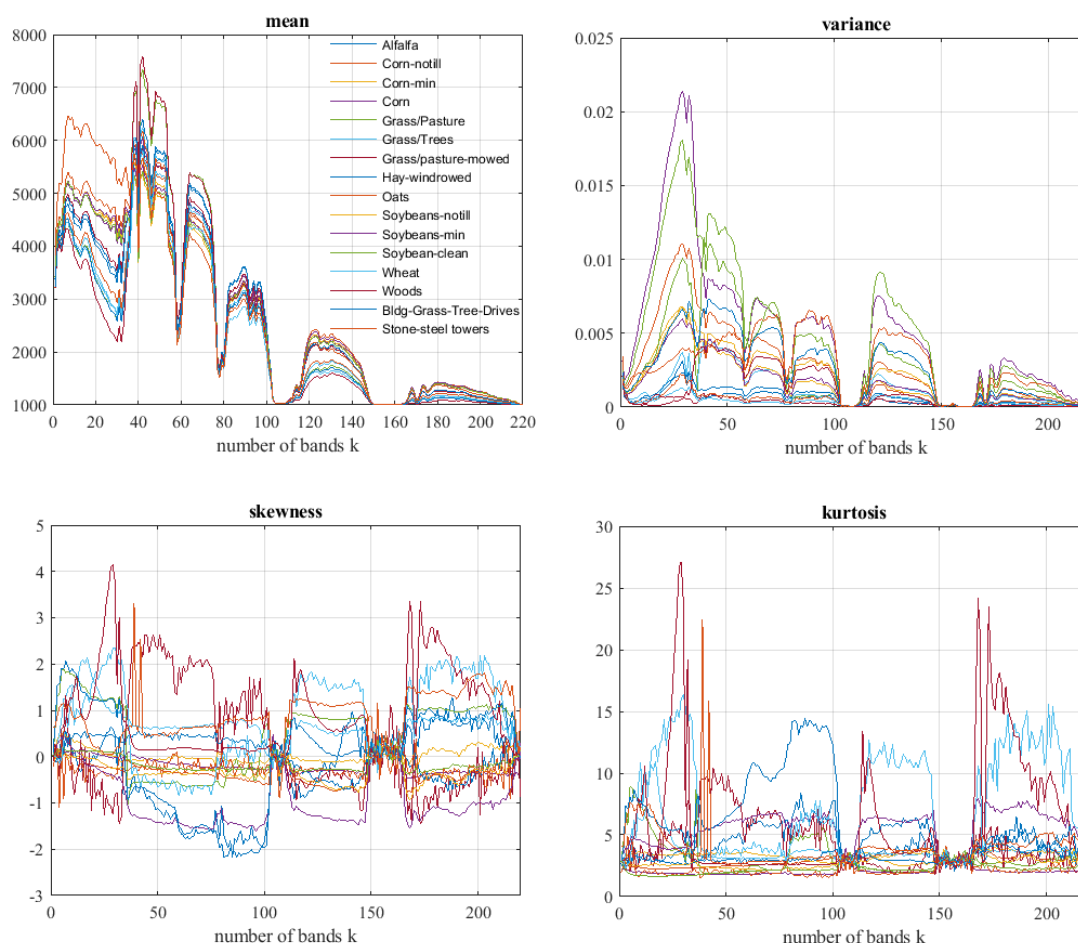 mean
8000
7000
6000
5000
4000
3000
2000
1000
0 20 40 60 80 100 120 140 160 180 200 220
number of bands k
Alfalfa
Corn-notill
Corn-min
Corn
Grass/Pasture
Grass/Trees
Grass/pasture-mowed
Hay-windrowed
Oats
Soybeans-notill
Soybeans-min
Soybean-clean
Wheat
Woods
Bldg-Grass-Tree-Drives
Stone-steel towers
variance
0.025
0.02
0.015
0.01
0.005
0
0 50 100 150 200
number of bands k
skewness
5
4
3
2
1
0
-1
-2
-3
0 50 100 150 200
number of bands k
kurtosis
30
25
20
15
10
5
0
0 50 100 150 200
number of bands k